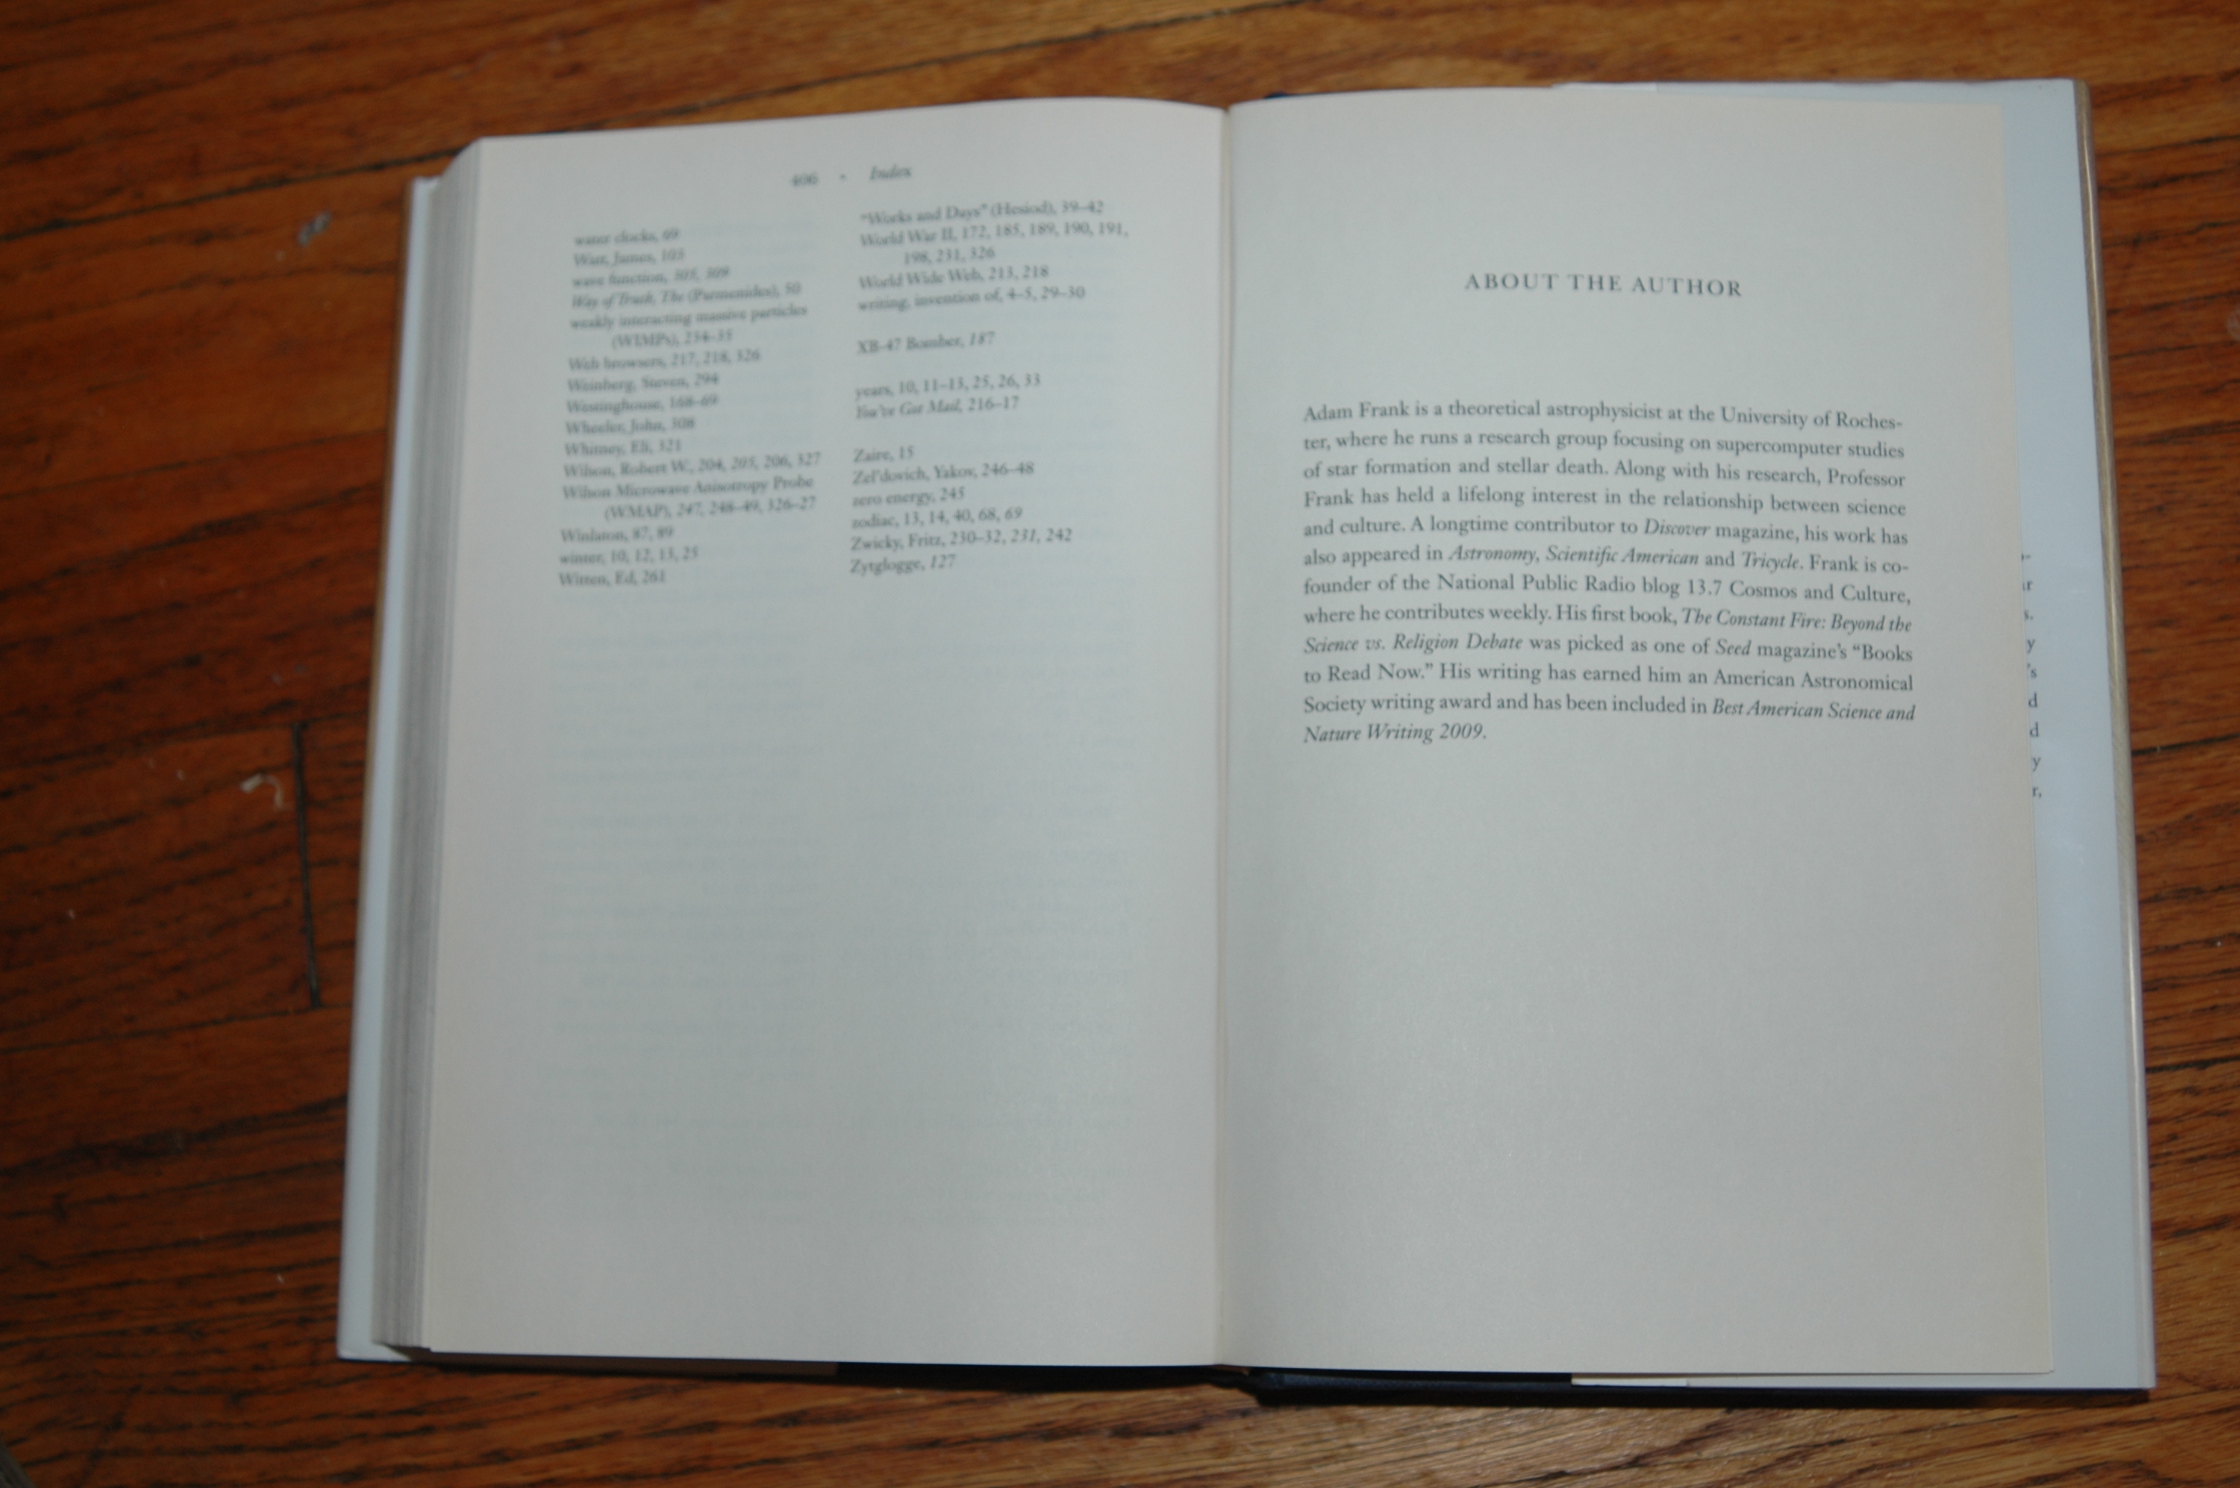 406 • Index
water clocks, 69
Watt, James, 105
wave function, 305, 309
Way of Truth, The (Parmenides), 50
weakly interacting massive particles
(WIMPS), 234–35
Web browsers, 217, 218, 326
Weinberg, Steven, 294
Westinghouse, 168–69
Wheeler, John, 308
Whitney, Eli, 321
Wilson, Robert W., 204, 205, 206, 327
Wilson Microwave Anisotropy Probe
(WMAP), 247, 248–49, 326–27
Winlaton, 87, 89
winter, 10, 12, 13, 25
Witten, Ed, 261
"Works and Days" (Hesiod), 39–42
World War II, 172, 185, 189, 190, 191,
198, 231, 326
World Wide Web, 213, 218
writing, invention of, 4–5, 29–30
XB-47 Bomber, 187
years, 10, 11–13, 25, 26, 33
You've Got Mail, 216–17
Zaire, 15
Zel'dovich, Yakov, 246–48
zero energy, 245
zodiac, 13, 14, 40, 68, 69
Zwicky, Fritz, 230–32, 231, 242
Zytglogge, 127
ABOUT THE AUTHOR
Adam Frank is a theoretical astrophysicist at the University of Roches-
ter, where he runs a research group focusing on supercomputer studies
of star formation and stellar death. Along with his research, Professor
Frank has held a lifelong interest in the relationship between science
and culture. A longtime contributor to Discover magazine, his work has
also appeared in Astronomy, Scientific American and Tricycle. Frank is co-
founder of the National Public Radio blog 13.7 Cosmos and Culture,
where he contributes weekly. His first book, The Constant Fire: Beyond the
Science vs. Religion Debate was picked as one of Seed magazine's "Books
to Read Now." His writing has earned him an American Astronomical
Society writing award and has been included in Best American Science and
Nature Writing 2009.